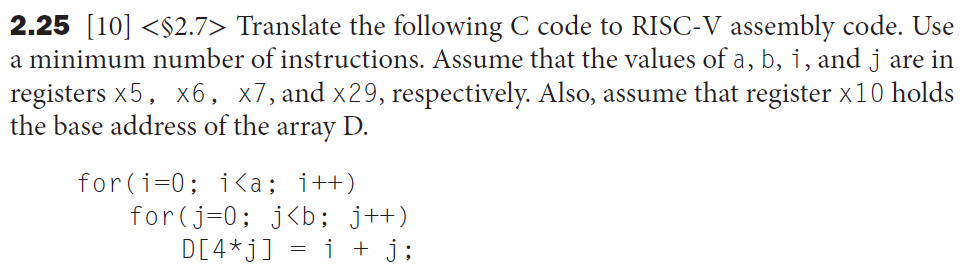 2.25 [10] <§2.7> Translate the following C code to RISC-V assembly code. Use
a minimum number of instructions. Assume that the values of a, b, i, and j are in
registers x5, x6, x7, and x29, respectively. Also, assume that register x10 holds
the base address of the array D.
for(i=0; i<a; i++)
for(j=0; j<b; j++)
D[4*j] = i + j;